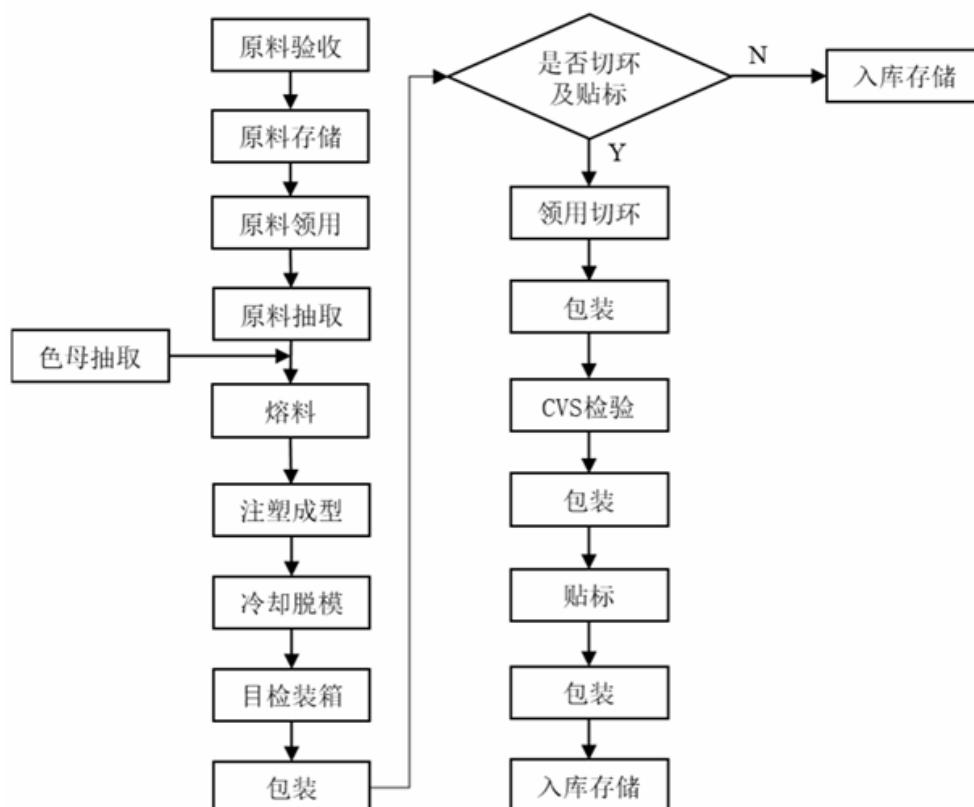 原料验收
原料存储
原料领用
原料抽取
色母抽取
熔料
注塑成型
冷却脱模
目检装箱
包装
是否切环
及贴标
N
入库存储
Y
领用切环
包装
CVS检验
包装
贴标
包装
入库存储